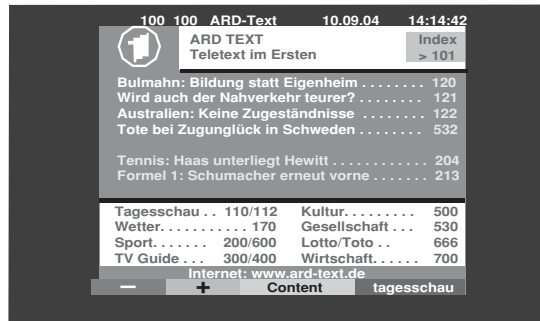 100 100 ARD-Text 10.09.04 14:14:42
ARD TEXT Index
Teletext im Ersten > 101
Bulmahn: Bildung statt Eigenheim . . . . . . . . 120
Wird auch der Nahverkehr teurer? . . . . . . . . 121
Australien: Keine Zugeständnisse . . . . . . . . 122
Tote bei Zugunglück in Schweden . . . . . . . . 532
Tennis: Haas unterliegt Hewitt . . . . . . . . . . . . 204
Formel 1: Schumacher erneut vorne . . . . . . . 213
Tagesschau . . 110/112 Kultur. . . . . . . . . 500
Wetter. . . . . . . . . . . 170 Gesellschaft . . . 530
Sport. . . . . . . 200/600 Lotto/Toto . . 666
TV Guide . . . 300/400 Wirtschaft. . . . . . 700
Internet: www.ard-text.de
− + Content tagesschau